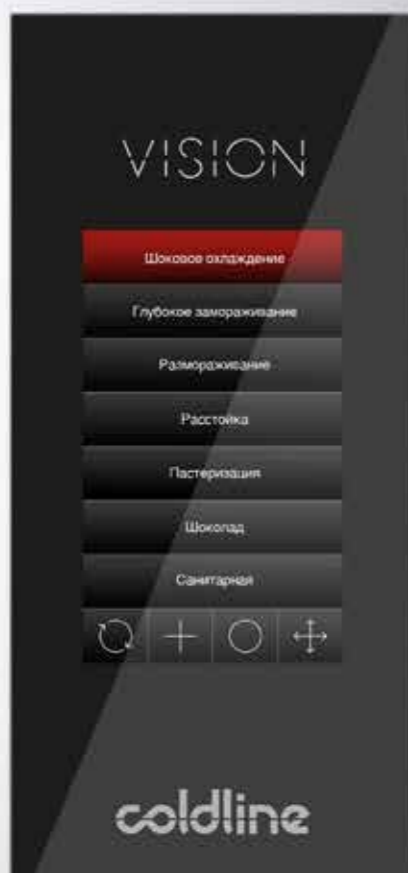 VISION
Шоковое охлаждение
Глубокое замораживание
Размораживание
Расстойка
Пастеризация
Шоколад
Санитарная
coldline